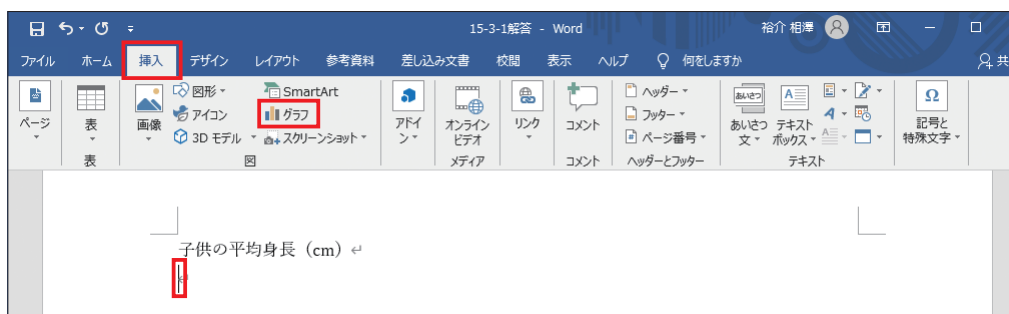 15-3-1解答 - Word
裕介 相澤
ファイル ホーム 挿入 デザイン レイアウト 参考資料 差し込み文書 校閲 表示 ヘルプ 何をしますか 共
ページ
表
画像
図形
アイコン
3D モデル
SmartArt
グラフ
スクリーンショット
アドイ
ン
オンライン
ビデオ
リンク
コメント
ヘッダー
フッター
ページ番号
あいさつ
あいさつ
文
テキスト
ボックス
記号と
特殊文字
表 図 メディア コメント ヘッダーとフッター テキスト
子供の平均身長（cm）